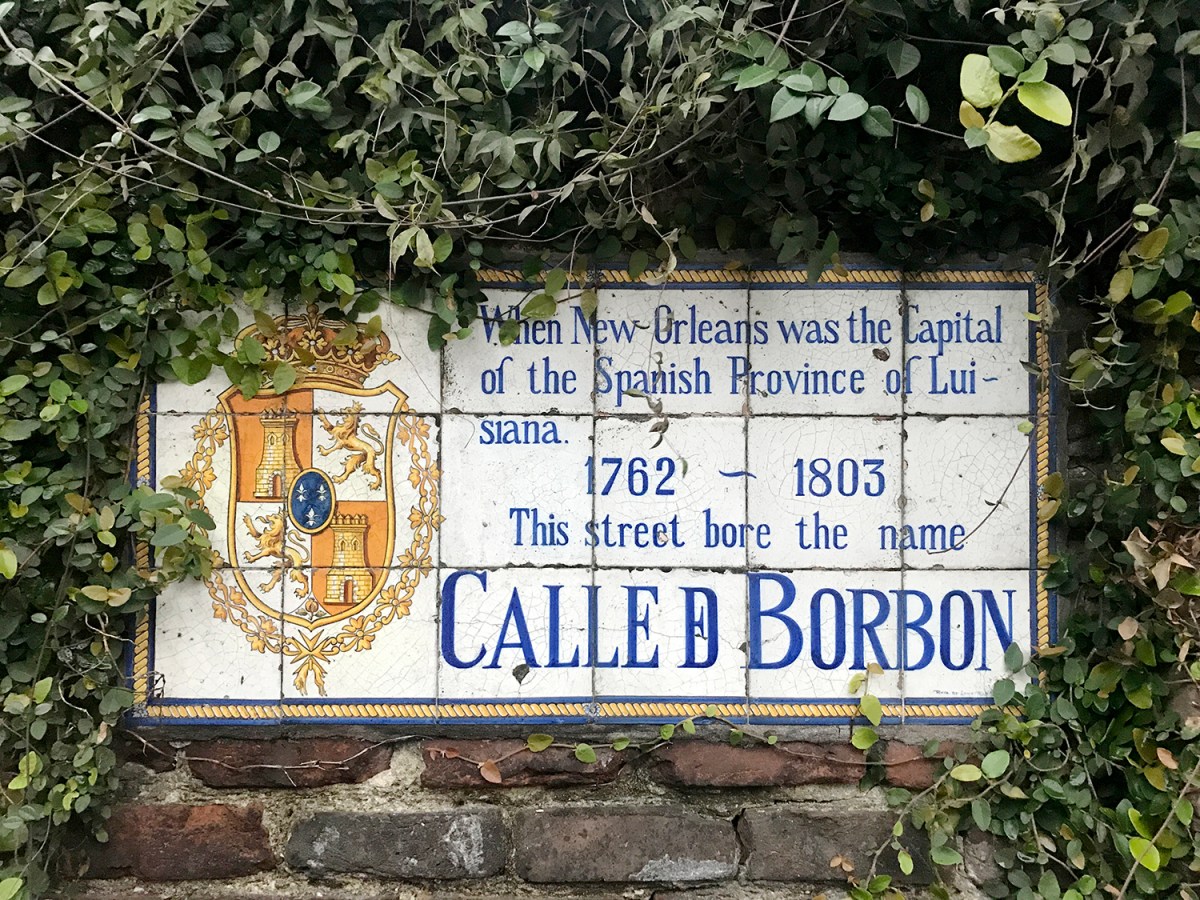 When New Orleans was the Capital
of the Spanish Province of Lui~
siana.
1762 ~ 1803
This street bore the name
CALLE D BORBON